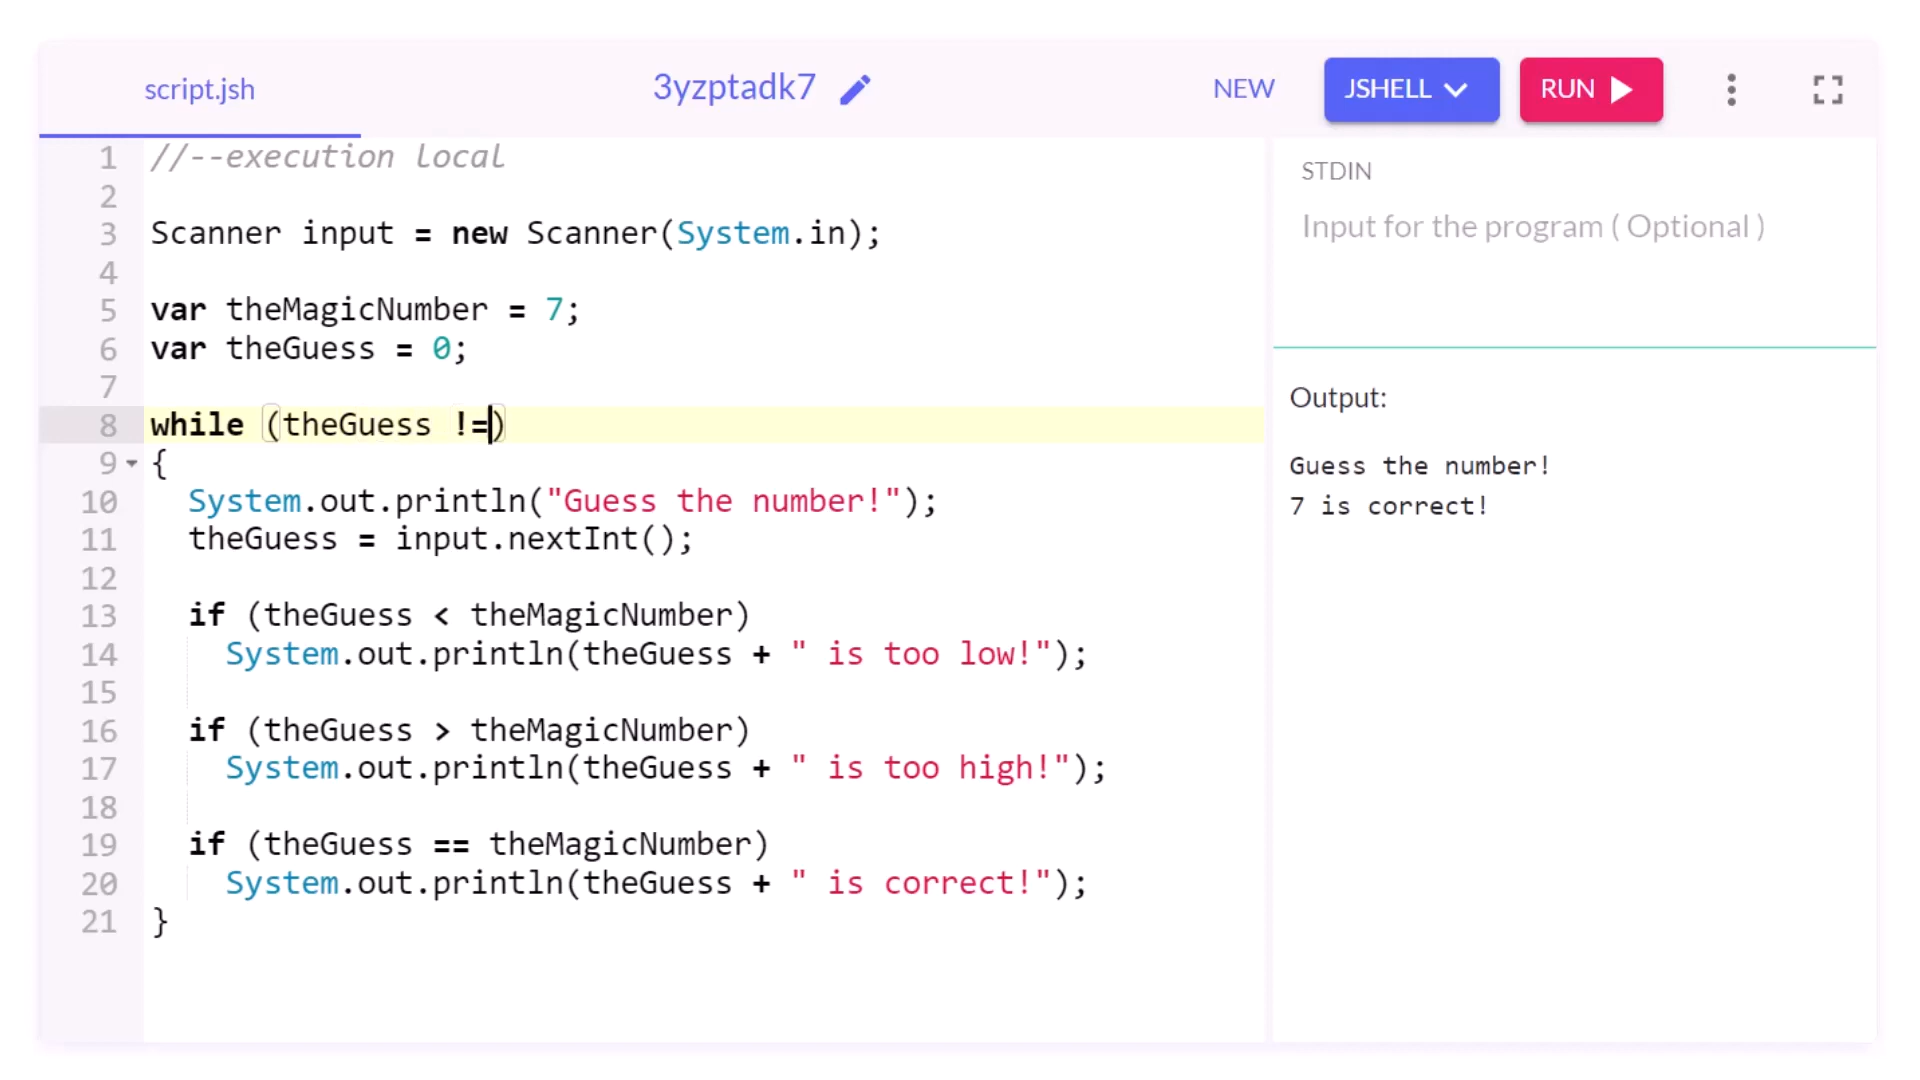 script.jsh
3yzptadk7
NEW
JSHELL
RUN
1 //--execution local
2
3 Scanner input = new Scanner(System.in);
4
5 var theMagicNumber = 7;
6 var theGuess = 0;
7
8 while (theGuess !=)
9 {
10   System.out.println("Guess the number!");
11   theGuess = input.nextInt();
12
13   if (theGuess < theMagicNumber)
14     System.out.println(theGuess + " is too low!");
15
16   if (theGuess > theMagicNumber)
17     System.out.println(theGuess + " is too high!");
18
19   if (theGuess == theMagicNumber)
20     System.out.println(theGuess + " is correct!");
21 }
STDIN
Input for the program ( Optional )
Output:
Guess the number!
7 is correct!